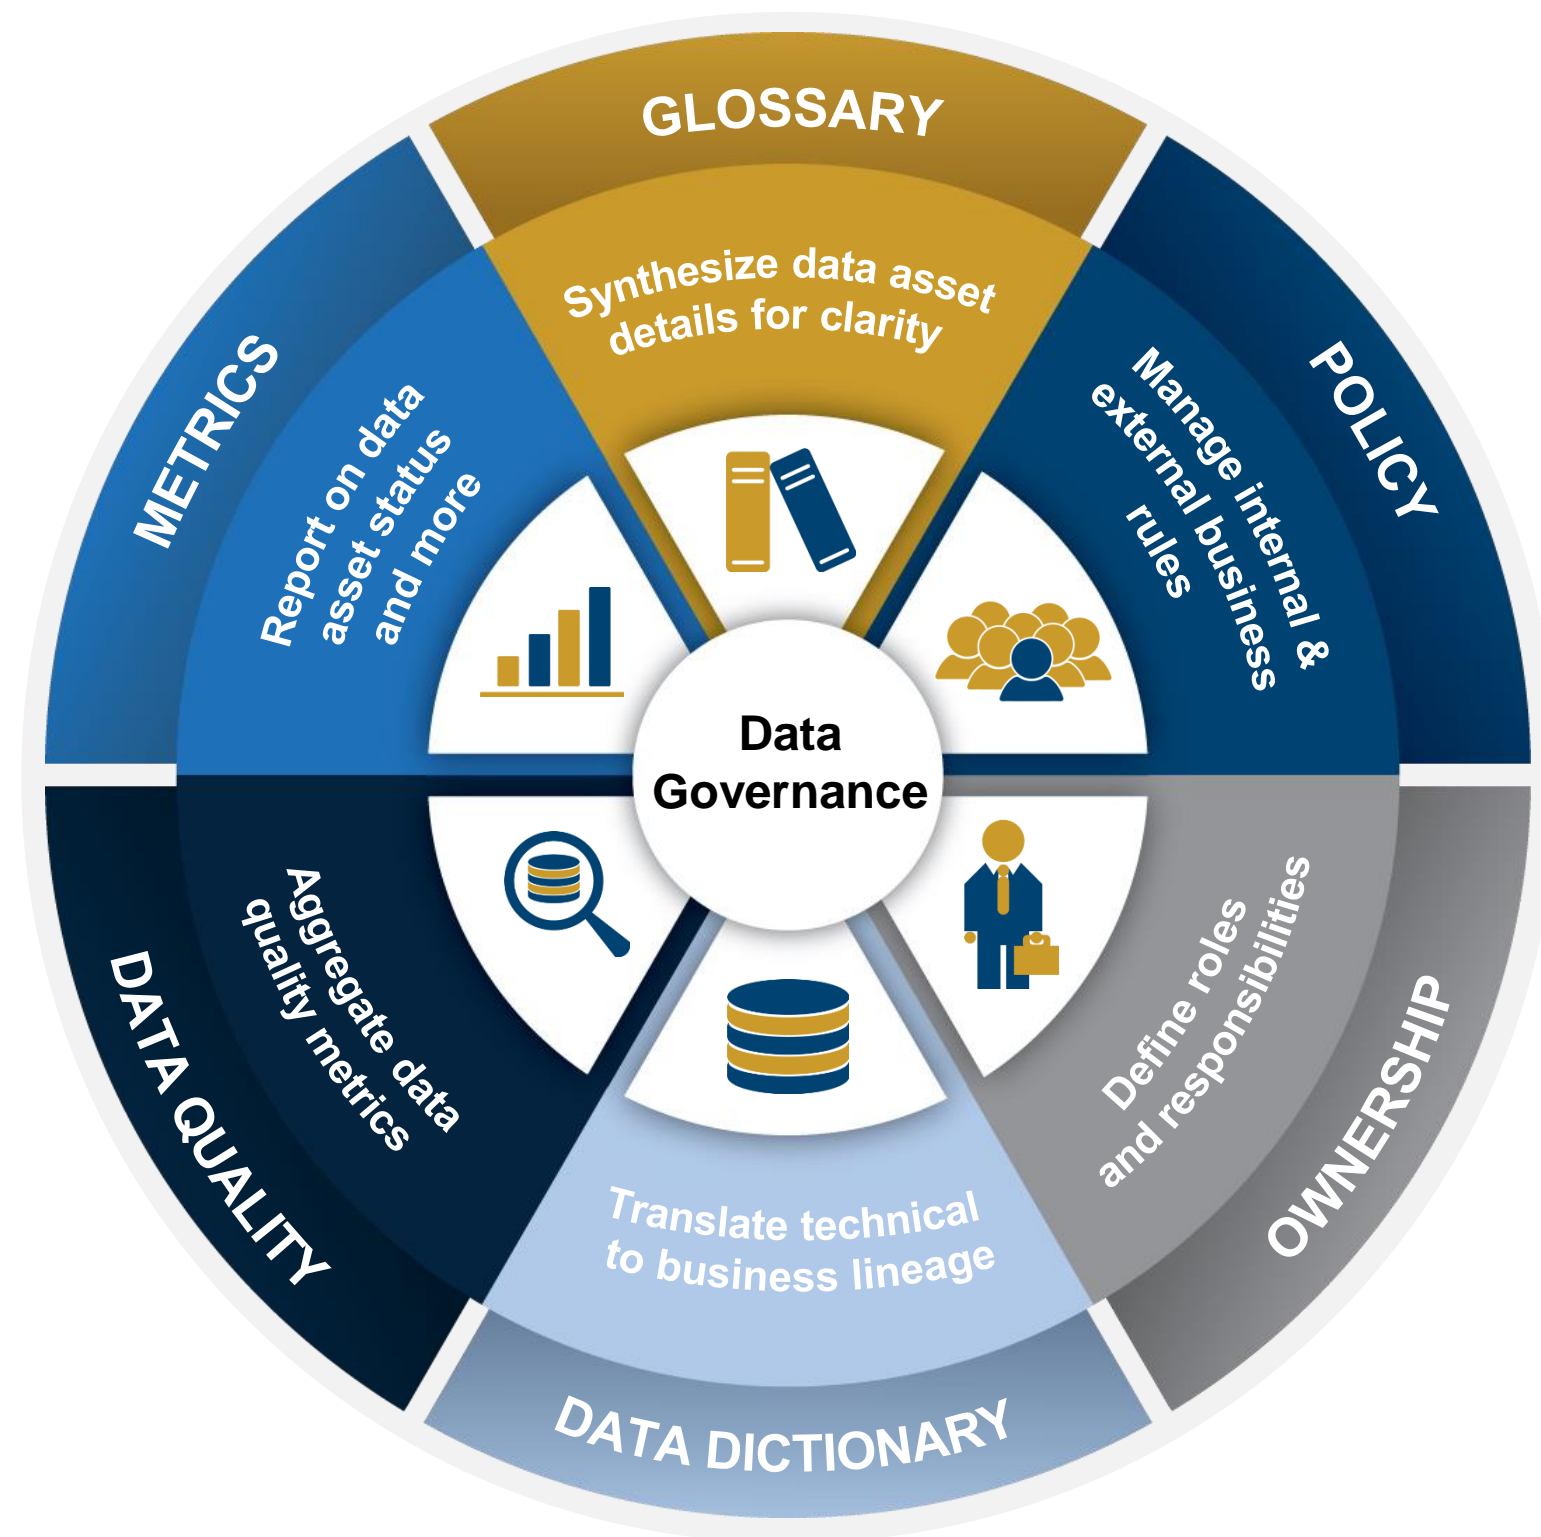 GLOSSARY
Synthesize data asset
details for clarity
POLICY
Manage internal &
external business
rules
OWNERSHIP
Define roles
and responsibilities
DATA DICTIONARY
Translate technical
to business lineage
DATA QUALITY
Aggregate data
quality metrics
METRICS
Report on data
asset status
and more
Data
Governance